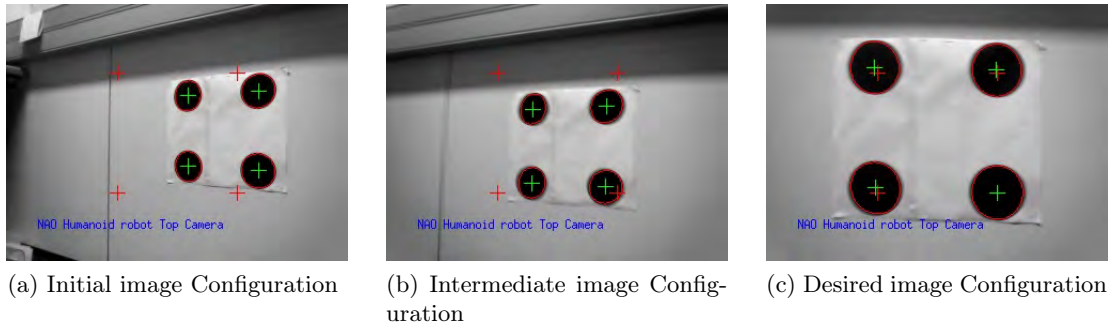 NAO Humanoid robot Top Camera
NAO Humanoid robot Top Camera
NAO Humanoid robot Top Camera
(a) Initial image Configuration
(b) Intermediate image Config-
uration
(c) Desired image Configuration